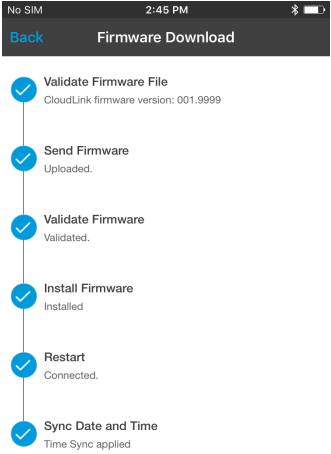 No SIM 2:45 PM
Back Firmware Download
Validate Firmware File
CloudLink firmware version: 001.9999
Send Firmware
Uploaded.
Validate Firmware
Validated.
Install Firmware
Installed
Restart
Connected.
Sync Date and Time
Time Sync applied